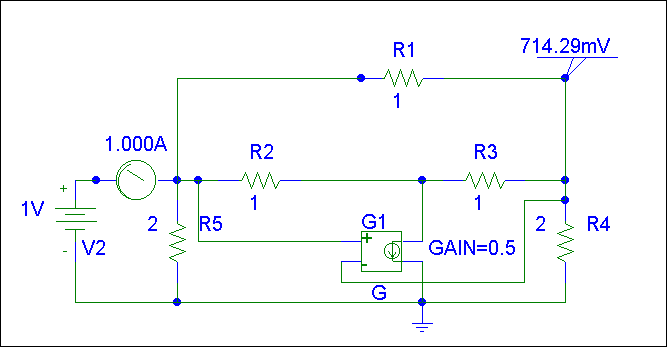 714.29mV
R1
1
1.000A
R2
R3
1V
+
1
1
2
R5
G1
2
R4
+
-
GAIN=0.5
-
V2
G